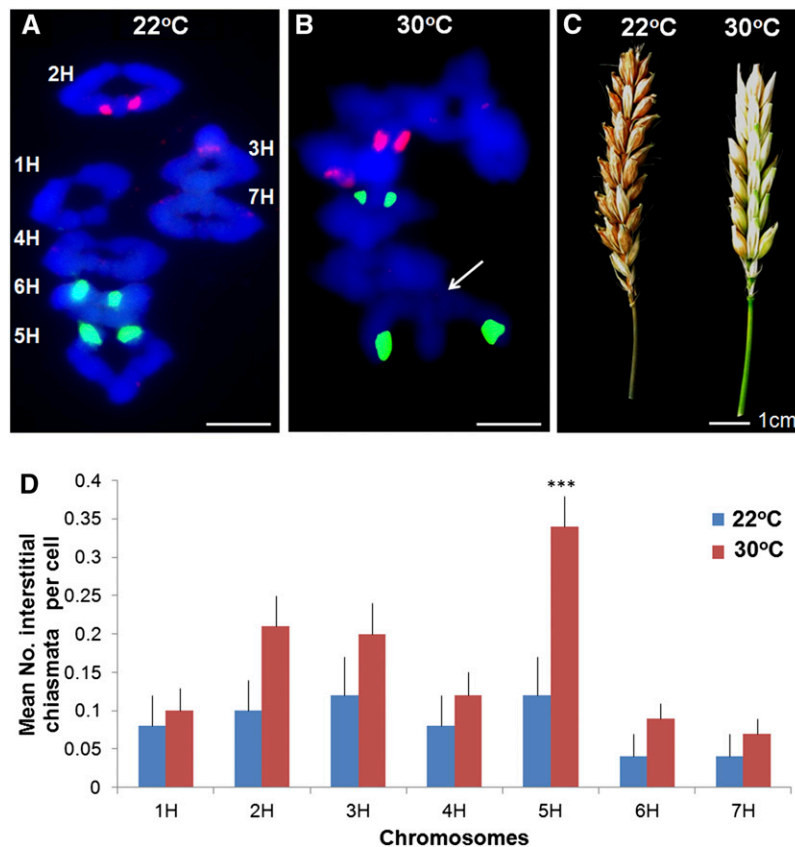 A 22°C
B 30°C
C 22°C 30°C
2H
1H
3H
7H
4H
6H
5H
1cm
D
Mean No. interstitial
chiasmata per cell
0.4
0.35
0.3
0.25
0.2
0.15
0.1
0.05
0
***
22°C
30°C
1H 2H 3H 4H 5H 6H 7H
Chromosomes